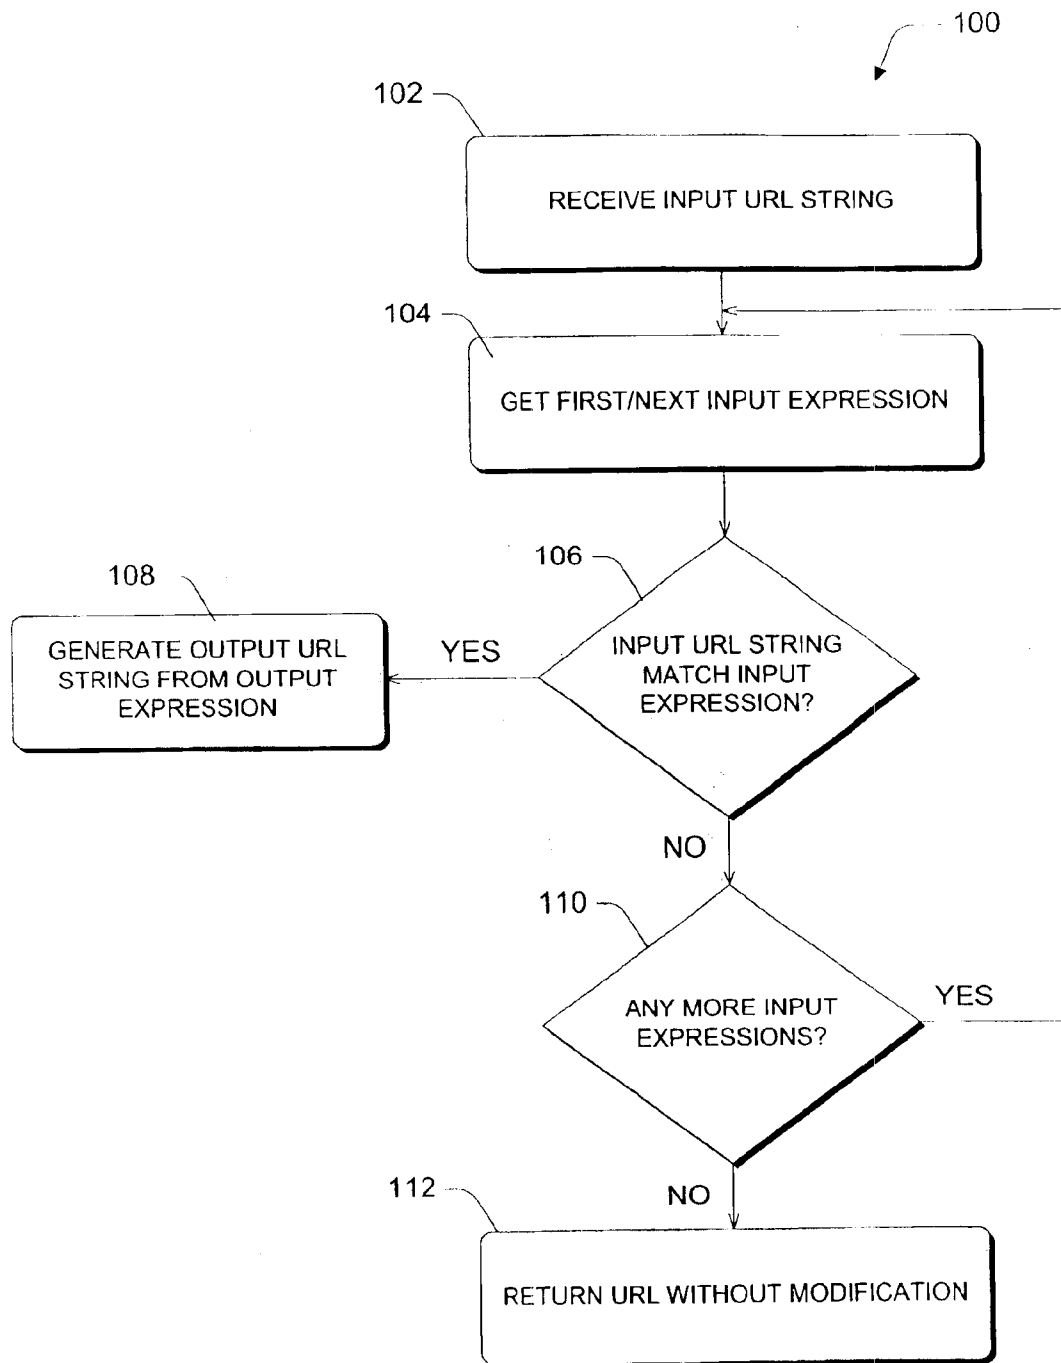 100
102
RECEIVE INPUT URL STRING
104
GET FIRST/NEXT INPUT EXPRESSION
106
108
INPUT URL STRING
MATCH INPUT
EXPRESSION?
YES
GENERATE OUTPUT URL
STRING FROM OUTPUT
EXPRESSION
NO
110
ANY MORE INPUT
EXPRESSIONS?
YES
NO
112
RETURN URL WITHOUT MODIFICATION